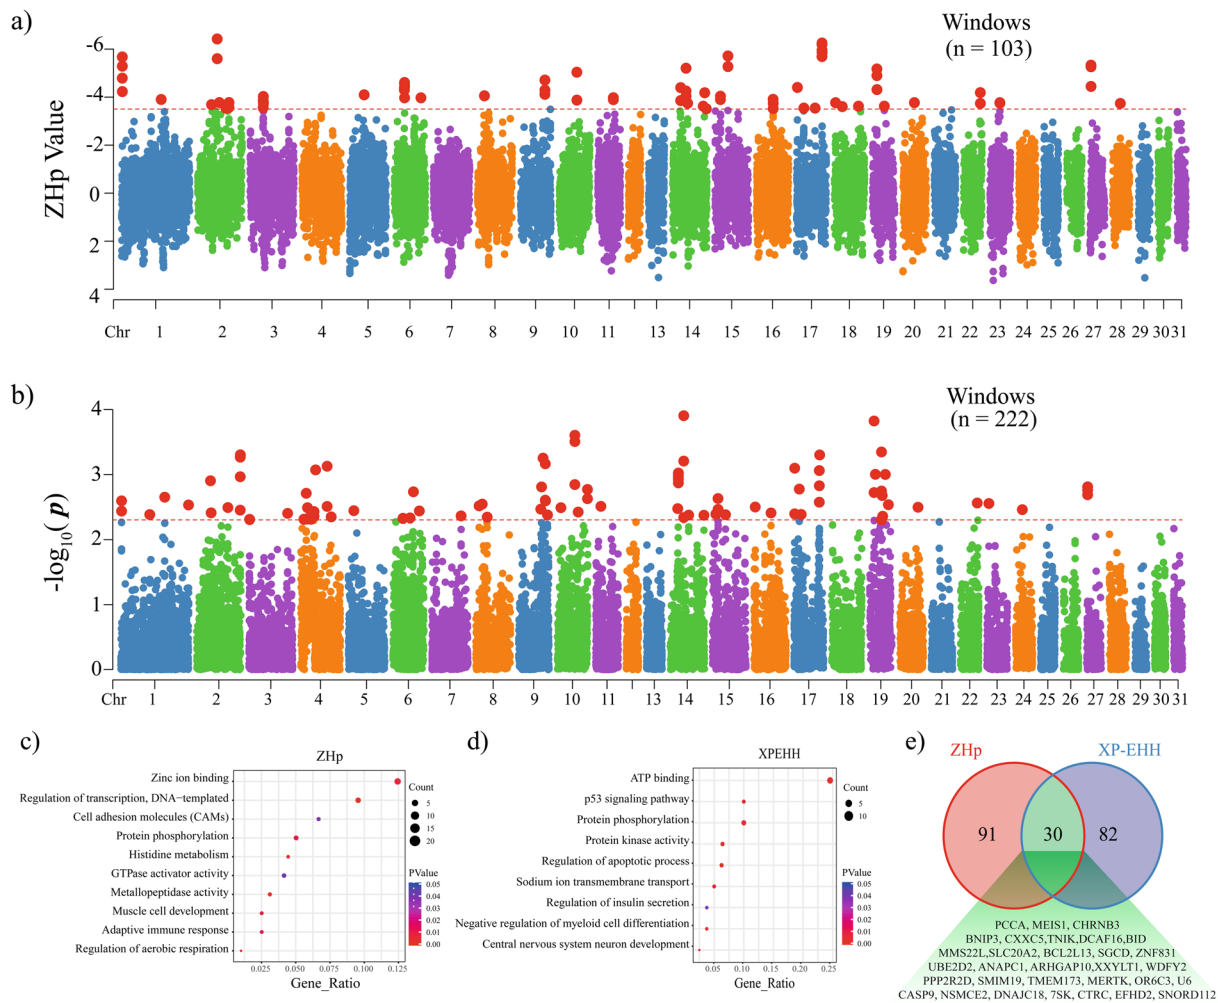 a)
Windows
(n = 103)
ZHp Value
-6
-4
-2
0
2
4
Chr 1 2 3 4 5 6 7 8 9 10 11 13 14 15 16 17 18 19 20 21 22 23 24 25 26 27 28 29 30 31
b)
Windows
(n = 222)
-log10(p)
4
3
2
1
0
Chr 1 2 3 4 5 6 7 8 9 10 11 13 14 15 16 17 18 19 20 21 22 23 24 25 26 27 28 29 30 31
c)
ZHp
Zinc ion binding
Regulation of transcription, DNA−templated
Cell adhesion molecules (CAMs)
Protein phosphorylation
Histidine metabolism
GTPase activator activity
Metallopeptidase activity
Muscle cell development
Adaptive immune response
Regulation of aerobic respiration
0.025 0.050 0.075 0.100 0.125
Gene_Ratio
Count
5
10
15
20
PValue
0.05
0.04
0.03
0.02
0.01
0.00
d)
XPEHH
ATP binding
p53 signaling pathway
Protein phosphorylation
Protein kinase activity
Regulation of apoptotic process
Sodium ion transmembrane transport
Regulation of insulin secretion
Negative regulation of myeloid cell differentiation
Central nervous system neuron development
0.05 0.10 0.10 0.20 0.25
Gene_Ratio
Count
5
10
PValue
0.05
0.04
0.03
0.02
0.01
0.00
e)
ZHp
XP-EHH
91 30 82
PCCA, MEIS1, CHRNB3
BNIP3, CXXC5,TNIK,DCAF16,BID
MMS22L,SLC20A2, BCL2L13, SGCD, ZNF831
UBE2D2, ANAPC1, ARHGAP10,XXYLT1, WDFY2
PPP2R2D, SMIM19, TMEM173, MERTK, OR6C3, U6
CASP9, NSMCE2, DNAJC18, 7SK, CTRC, EFHD2, SNORD112